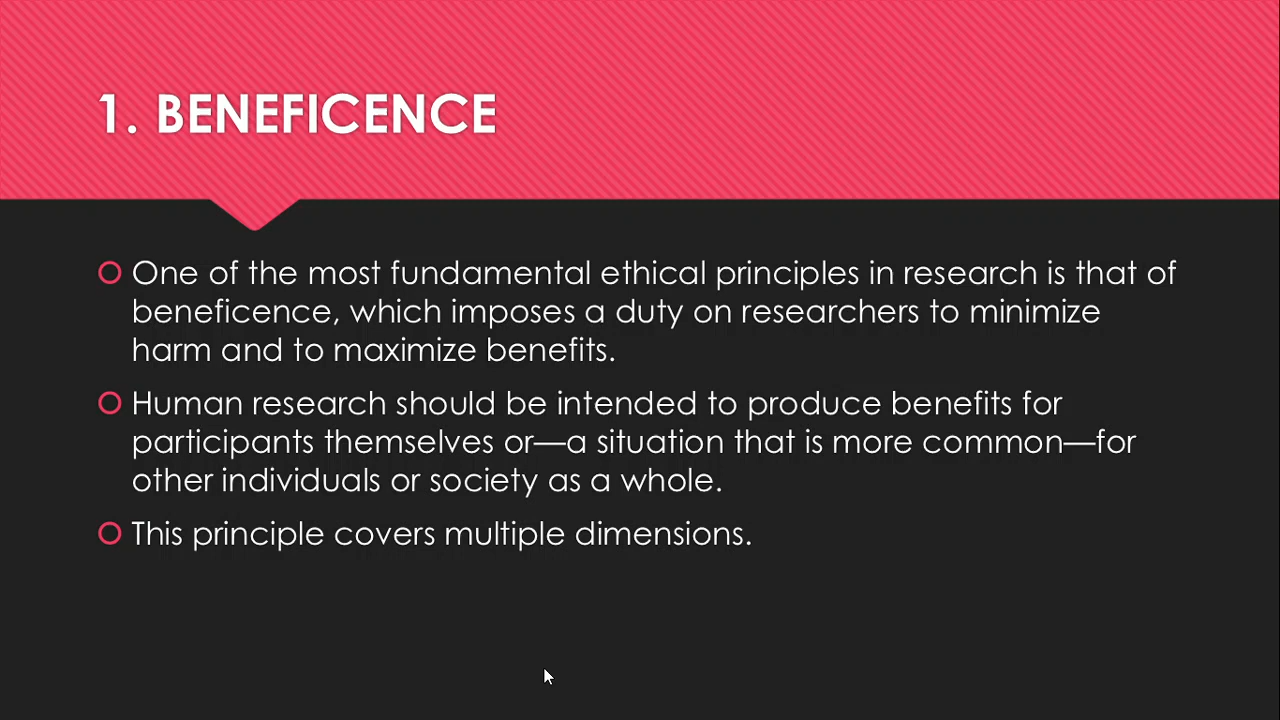 1. BENEFICENCE
One of the most fundamental ethical principles in research is that of
beneficence, which imposes a duty on researchers to minimize
harm and to maximize benefits.
Human research should be intended to produce benefits for
participants themselves or—a situation that is more common—for
other individuals or society as a whole.
This principle covers multiple dimensions.